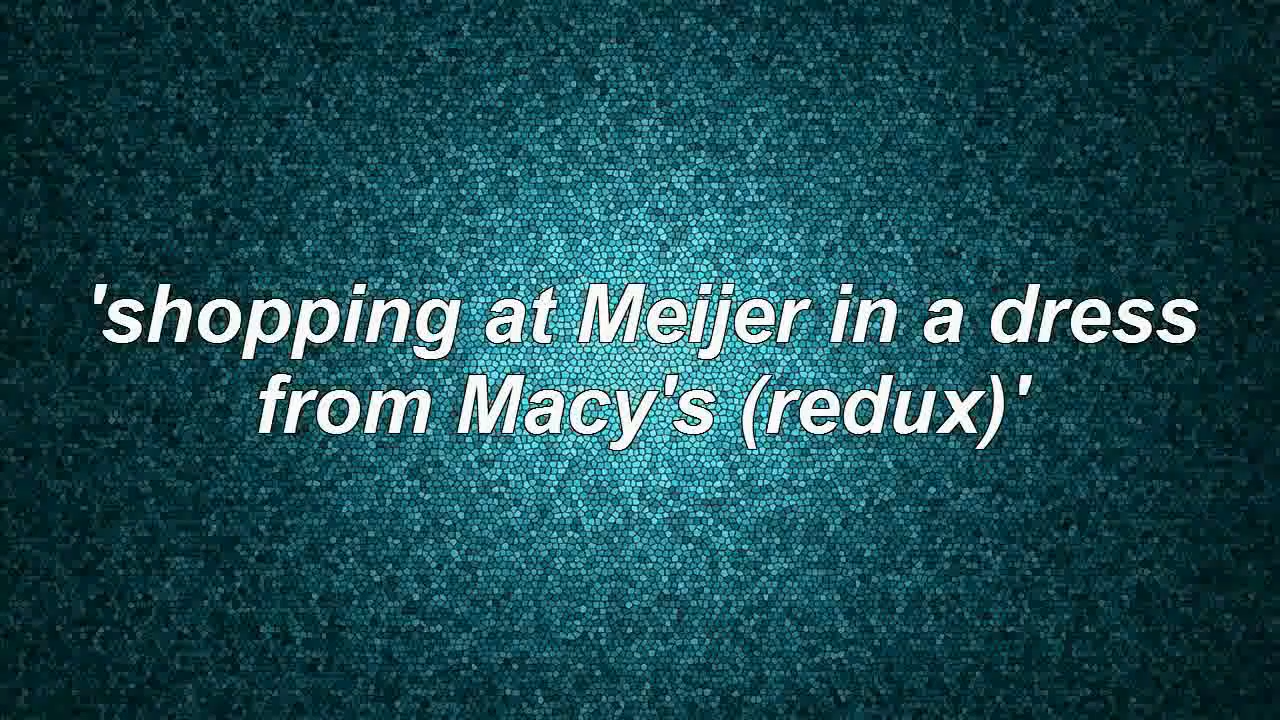 'shopping at Meijer in a dress
from Macy's (redux)'